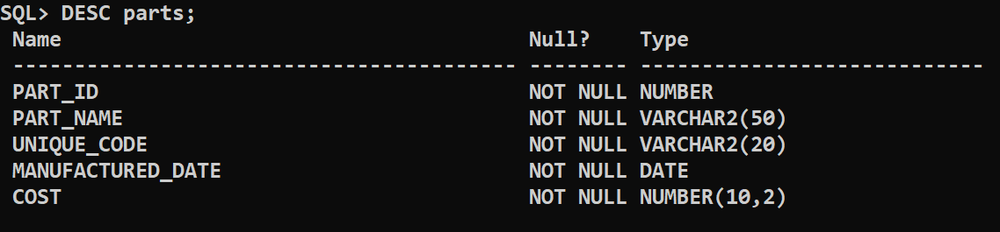 SQL> DESC parts;
Name Null? Type
----------------------------------------- -------- ----------------------------
PART_ID NOT NULL NUMBER
PART_NAME NOT NULL VARCHAR2(50)
UNIQUE_CODE NOT NULL VARCHAR2(20)
MANUFACTURED_DATE NOT NULL DATE
COST NOT NULL NUMBER(10,2)